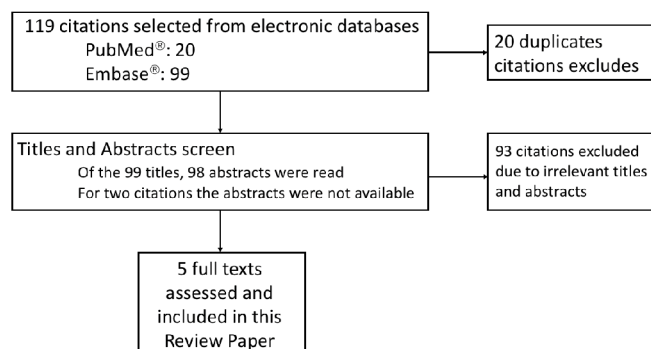 119 citations selected from electronic databases
PubMed®: 20
Embase®: 99
20 duplicates
citations excludes
Titles and Abstracts screen
Of the 99 titles, 98 abstracts were read
For two citations the abstracts were not available
93 citations excluded
due to irrelevant titles
and abstracts
5 full texts
assessed and
included in this
Review Paper